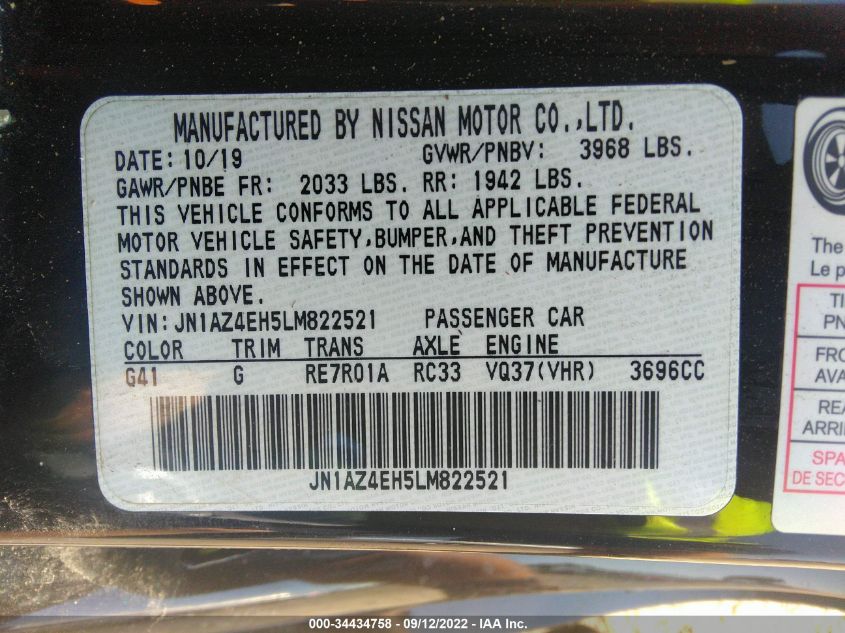 MANUFACTURED BY NISSAN MOTOR CO.,LTD.
DATE: 10/19 GVWR/PNBV: 3968 LBS.
GAWR/PNBE FR: 2033 LBS. RR: 1942 LBS.
THIS VEHICLE CONFORMS TO ALL APPLICABLE FEDERAL
MOTOR VEHICLE SAFETY,BUMPER,AND THEFT PREVENTION
STANDARDS IN EFFECT ON THE DATE OF MANUFACTURE
SHOWN ABOVE.
VIN: JN1AZ4EH5LM822521 PASSENGER CAR
COLOR TRIM TRANS AXLE ENGINE
G41 G RE7R01A RC33 VQ37(VHR) 3696CC
JN1AZ4EH5LM822521
The
Le p
TI
PN
FRO
AVA
REA
ARRI
SPA
DE SEC
000-34434758 - 09/12/2022 - IAA Inc.